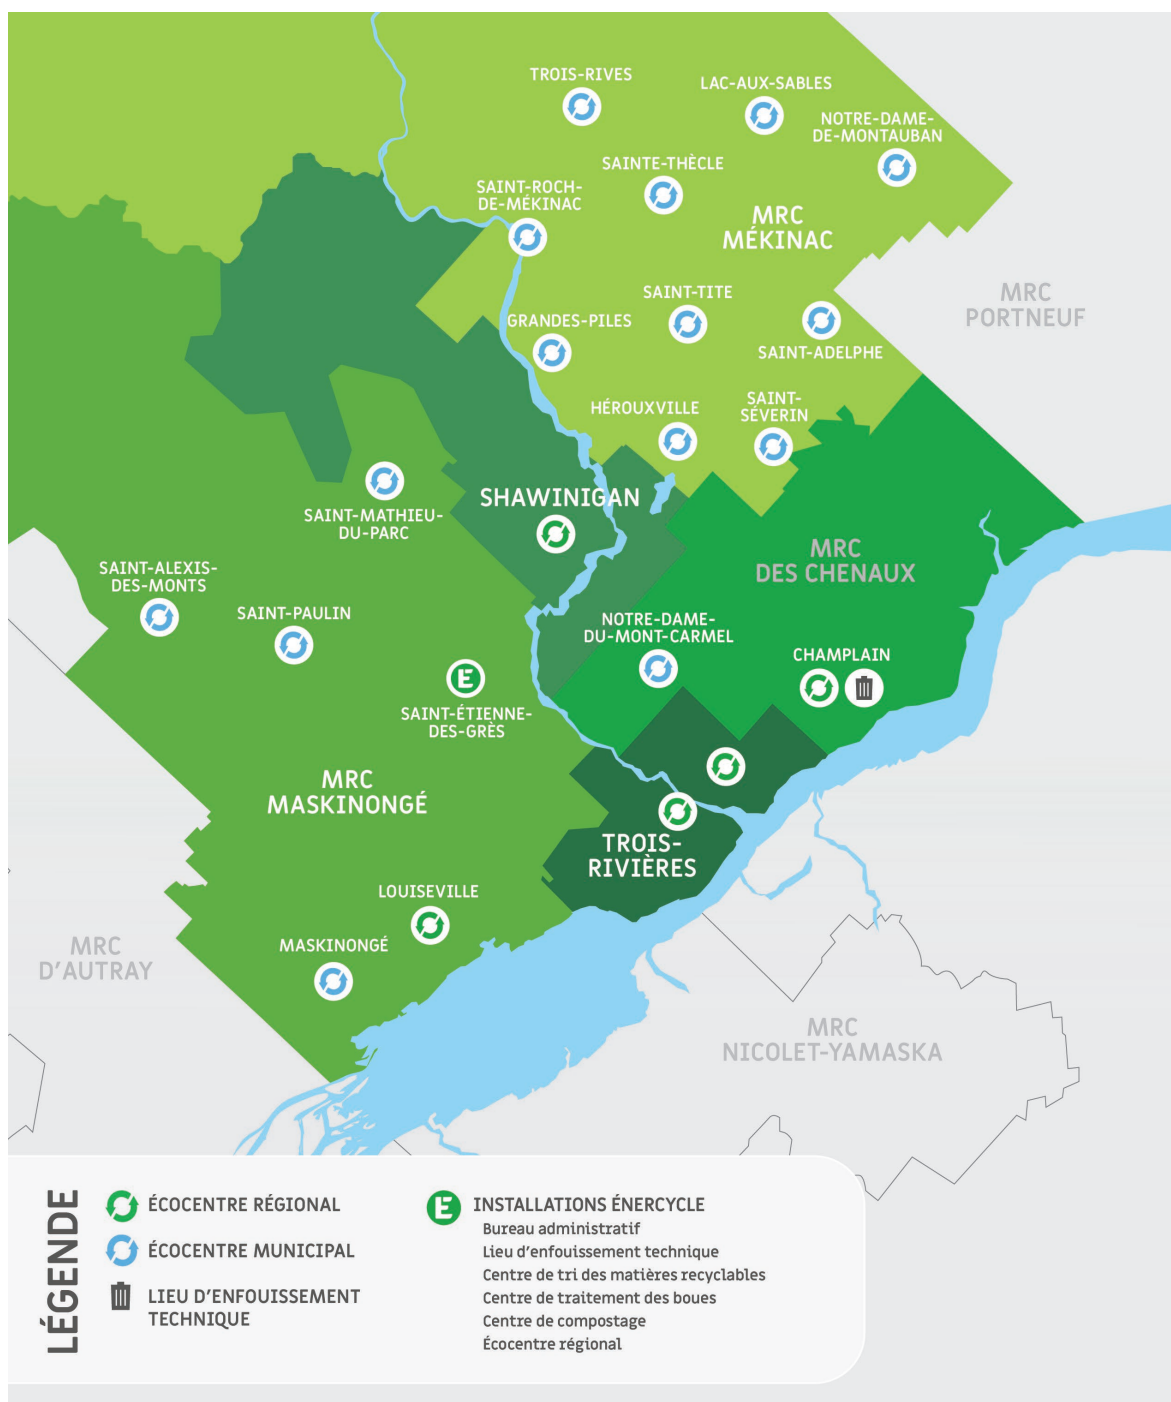 TROIS-RIVES
LAC-AUX-SABLES
NOTRE-DAME-
DE-MONTAUBAN
SAINTE-THÈCLE
SAINT-ROCH-
DE-MÉKINAC
MRC
MÉKINAC
SAINT-TITE
MRC
PORTNEUF
GRANDES-PILES
SAINT-ADELPHE
HÉROUXVILLE
SAINT-
SÉVERIN
SHAWINIGAN
SAINT-MATHIEU-
DU-PARC
MRC
DES CHENAUX
SAINT-ALEXIS-
DES-MONTS
SAINT-PAULIN
NOTRE-DAME-
DU-MONT-CARMEL
CHAMPLAIN
E
SAINT-ÉTIENNE-
DES-GRÈS
MRC
MASKINONGÉ
TROIS-
RIVIÈRES
LOUISEVILLE
MASKINONGÉ
MRC
D'AUTRAY
MRC
NICOLET-YAMASKA
LÉGENDE
ÉCOCENTRE RÉGIONAL
ÉCOCENTRE MUNICIPAL
LIEU D'ENFOUISSEMENT
TECHNIQUE
E INSTALLATIONS ÉNERCYCLE
Bureau administratif
Lieu d'enfouissement technique
Centre de tri des matières recyclables
Centre de traitement des boues
Centre de compostage
Écocentre régional